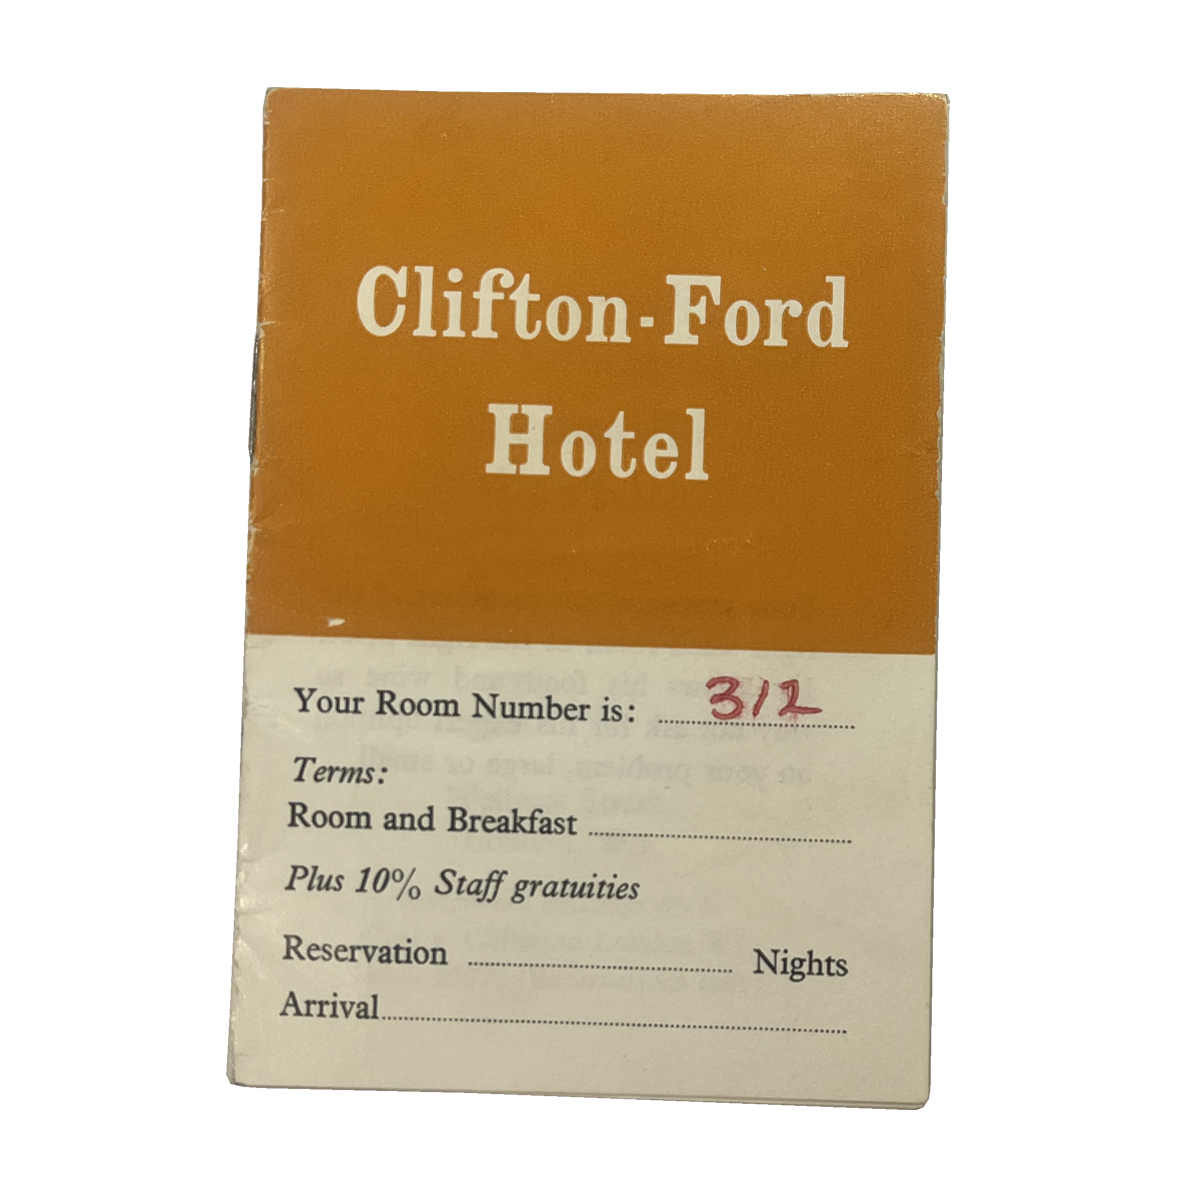 Clifton-Ford
Hotel
Your Room Number is: 312
Terms:
Room and Breakfast
Plus 10% Staff gratuities
Reservation Nights
Arrival